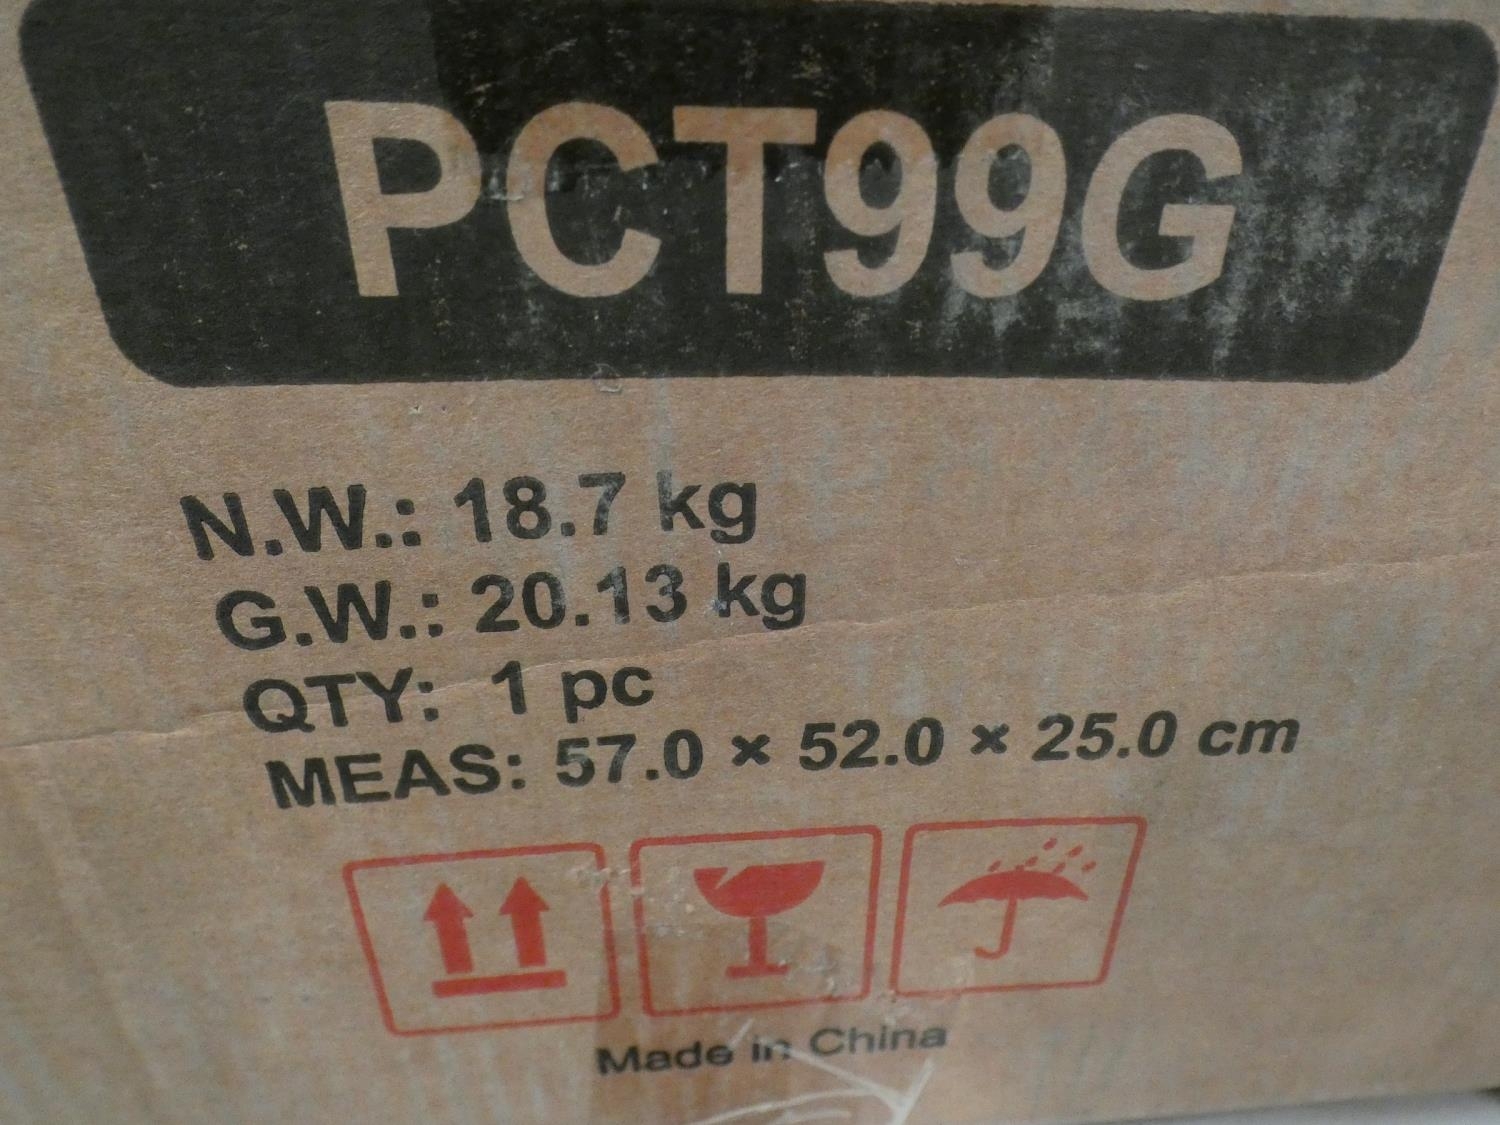 PCT99G
N.W.: 18.7 kg
G.W.: 20.13 kg
QTY: 1 pc
MEAS: 57.0 × 52.0 × 25.0 cm
Made in China